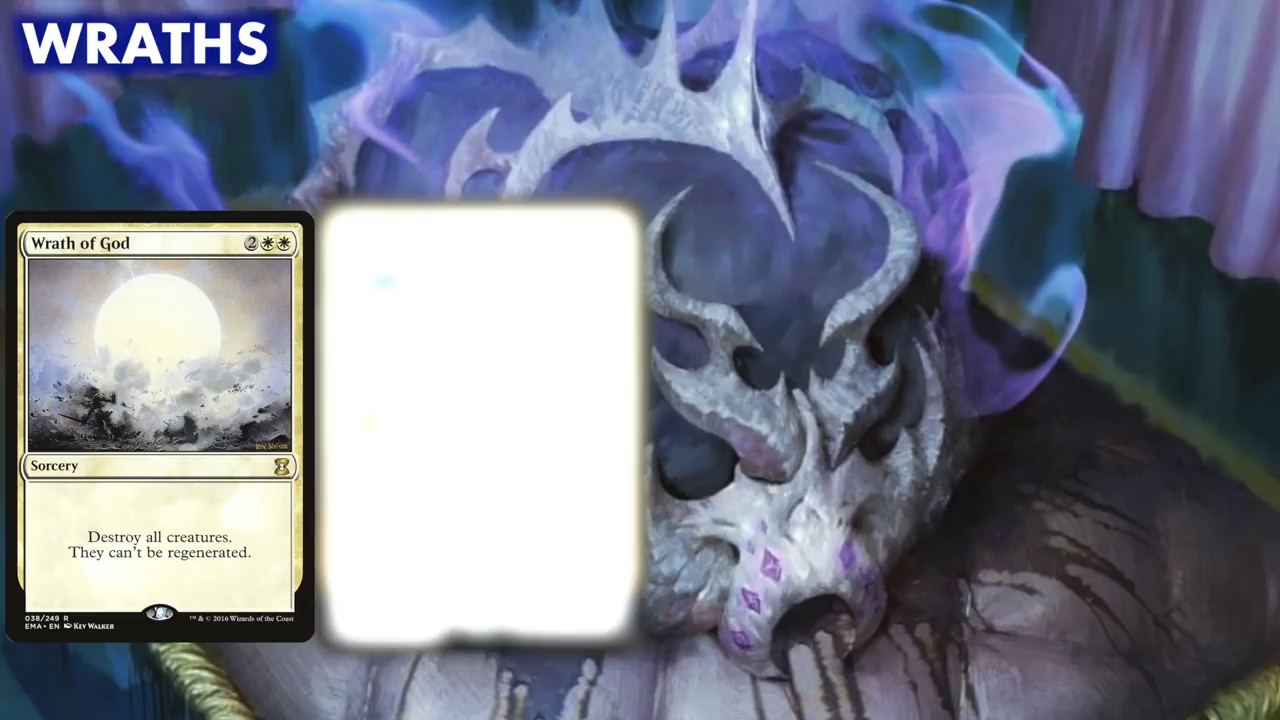 WRATHS
Wrath of God 2
Sorcery
Destroy all creatures.
They can't be regenerated.
038/249 R
EMA • EN Kev Walker
™ & © 2016 Wizards of the Coast